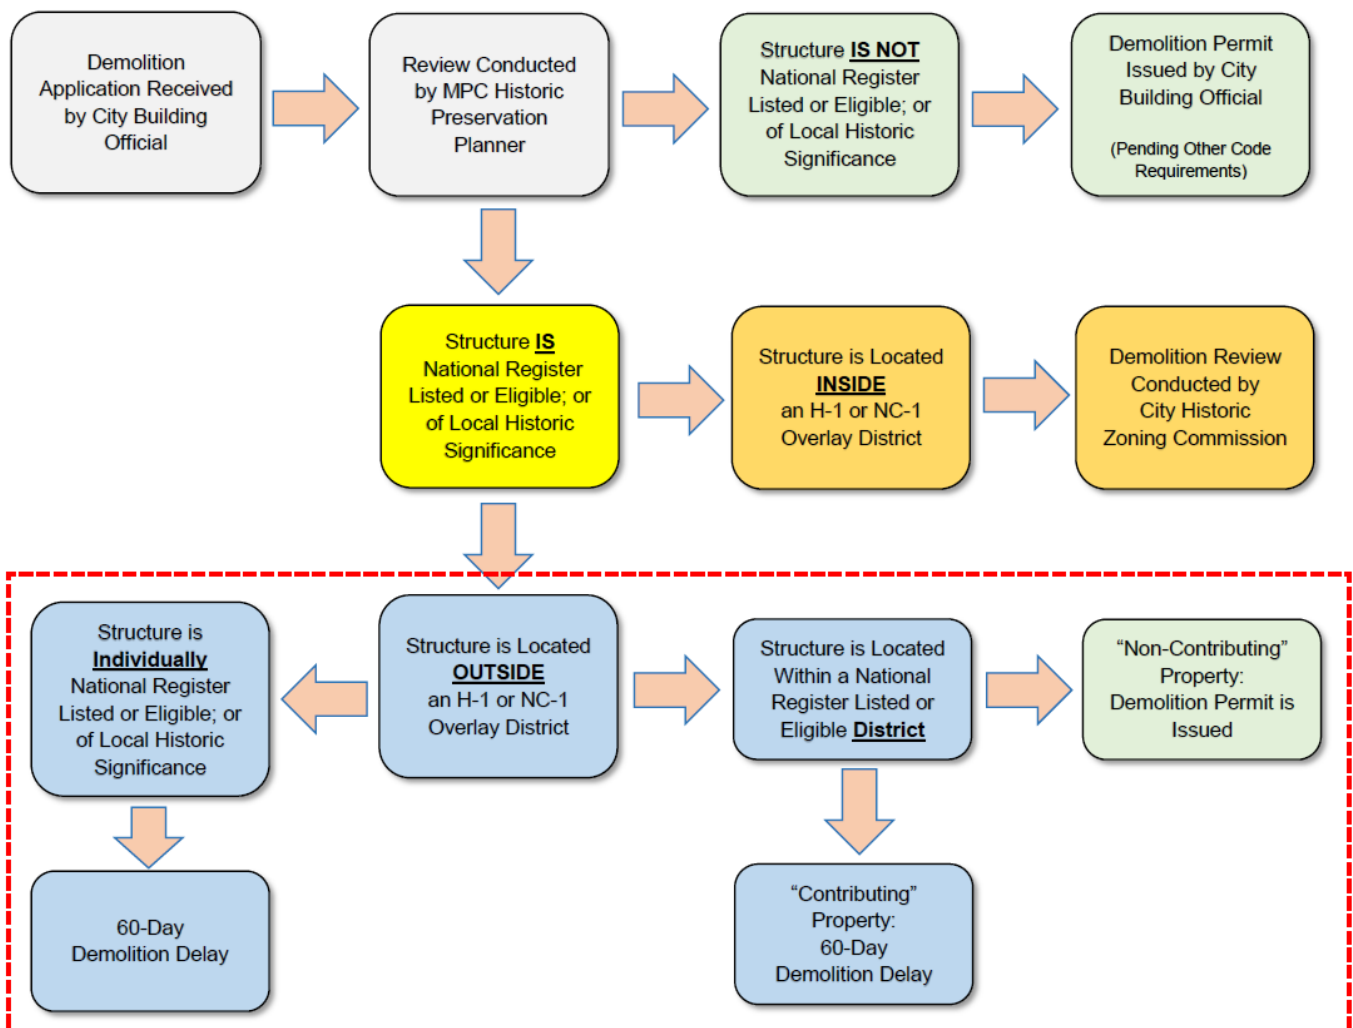 Demolition
Application Received
by City Building
Official
Review Conducted
by MPC Historic
Preservation
Planner
Structure IS NOT
National Register
Listed or Eligible; or
of Local Historic
Significance
Demolition Permit
Issued by City
Building Official
(Pending Other Code
Requirements)
Structure IS
National Register
Listed or Eligible; or
of Local Historic
Significance
Structure is Located
INSIDE
an H-1 or NC-1
Overlay District
Demolition Review
Conducted by
City Historic
Zoning Commission
Structure is
Individually
National Register
Listed or Eligible; or
of Local Historic
Significance
Structure is Located
OUTSIDE
an H-1 or NC-1
Overlay District
Structure is Located
Within a National
Register Listed or
Eligible District
“Non-Contributing”
Property:
Demolition Permit is
Issued
60-Day
Demolition Delay
“Contributing”
Property:
60-Day
Demolition Delay